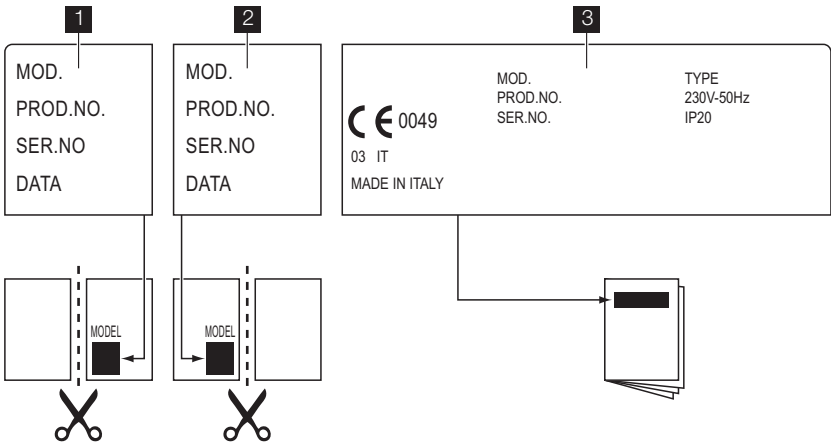 1
MOD.
PROD.NO.
SER.NO
DATA
MODEL
2
MOD.
PROD.NO.
SER.NO
DATA
MODEL
3
CE 0049
03 IT
MADE IN ITALY
MOD.
PROD.NO.
SER.NO.
TYPE
230V-50Hz
IP20